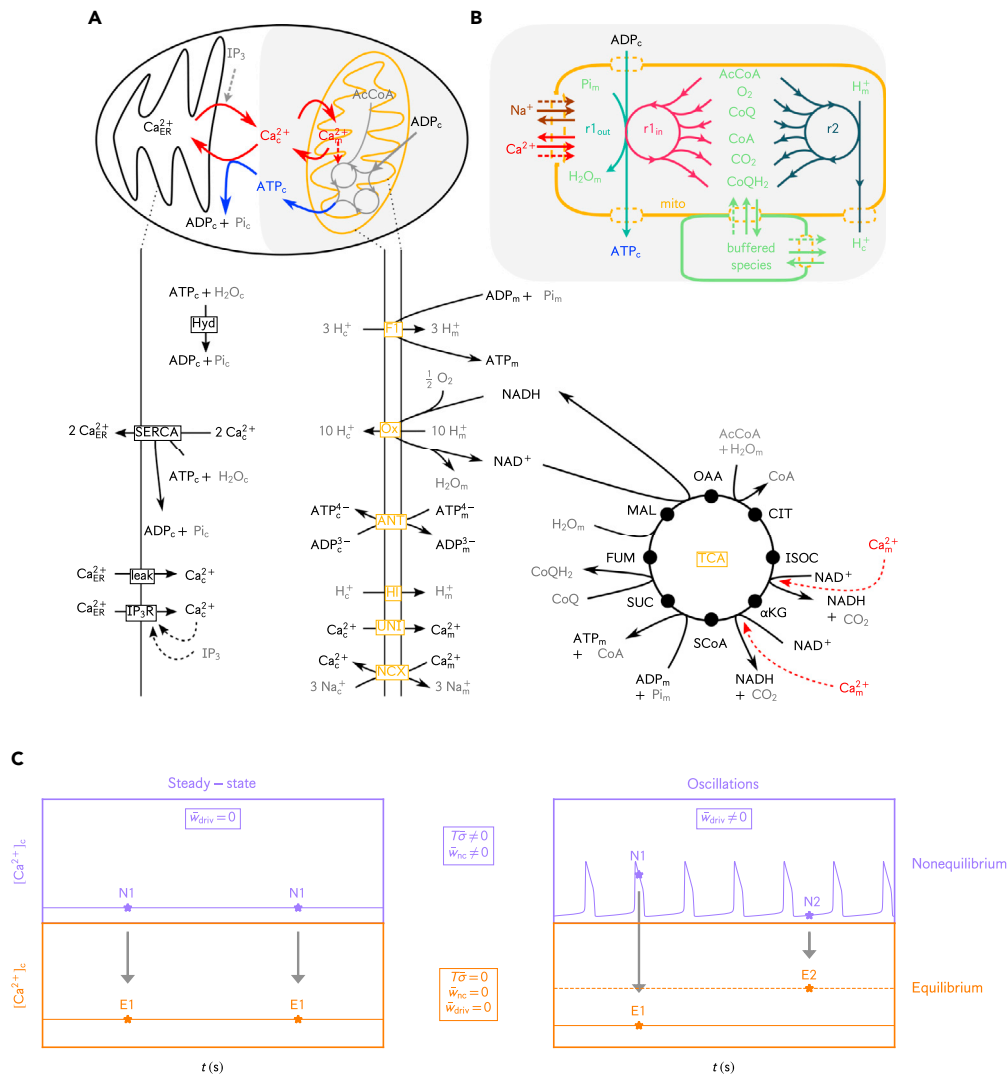 A
IP3
Ca²⁺ER
Ca²⁺c
Ca²⁺m
AcCoA
ADPc
ATPc
ADPc + Pic
B
ADPc
Pim
AcCoA
O2
CoQ
CoA
CO2
CoQH2
H⁺m
Na⁺
Ca²⁺
r1out
r1in
r2
H2Om
mito
ATPc
buffered
species
H⁺c
ATPc + H2Oc
Hyd
ADPc + Pic
2 Ca²⁺ER
SERCA
2 Ca²⁺c
ATPc + H2Oc
ADPc + Pic
Ca²⁺ER
leak
Ca²⁺c
Ca²⁺ER
IP3R
Ca²⁺c
IP3
ADPm + Pim
3 H⁺c
F1
3 H⁺m
ATPm
½ O2
NADH
10 H⁺c
Ox
10 H⁺m
NAD⁺
H2Om
ATP⁴⁻c
ANT
ATP⁴⁻m
ADP³⁻c
ADP³⁻m
H⁺c
Hl
H⁺m
Ca²⁺c
UNI
Ca²⁺m
Ca²⁺c
NCX
Ca²⁺m
3 Na⁺c
3 Na⁺m
AcCoA
+ H2Om
CoA
OAA
MAL
CIT
H2Om
FUM
TCA
ISOC
Ca²⁺m
NAD⁺
CoQH2
NADH
+ CO2
CoQ
SUC
αKG
SCoA
NAD⁺
ATPm
+ CoA
ADPm
+ Pim
NADH
+ CO2
Ca²⁺m
C
Steady − state
Oscillations
w̄driv = 0
w̄driv ≠ 0
[Ca²⁺]c
N1
N1
T̄σ̄ ≠ 0
w̄nc ≠ 0
N1
N2
Nonequilibrium
[Ca²⁺]c
E1
E1
T̄σ̄ = 0
w̄nc = 0
w̄driv = 0
E2
E1
Equilibrium
t (s)
t (s)